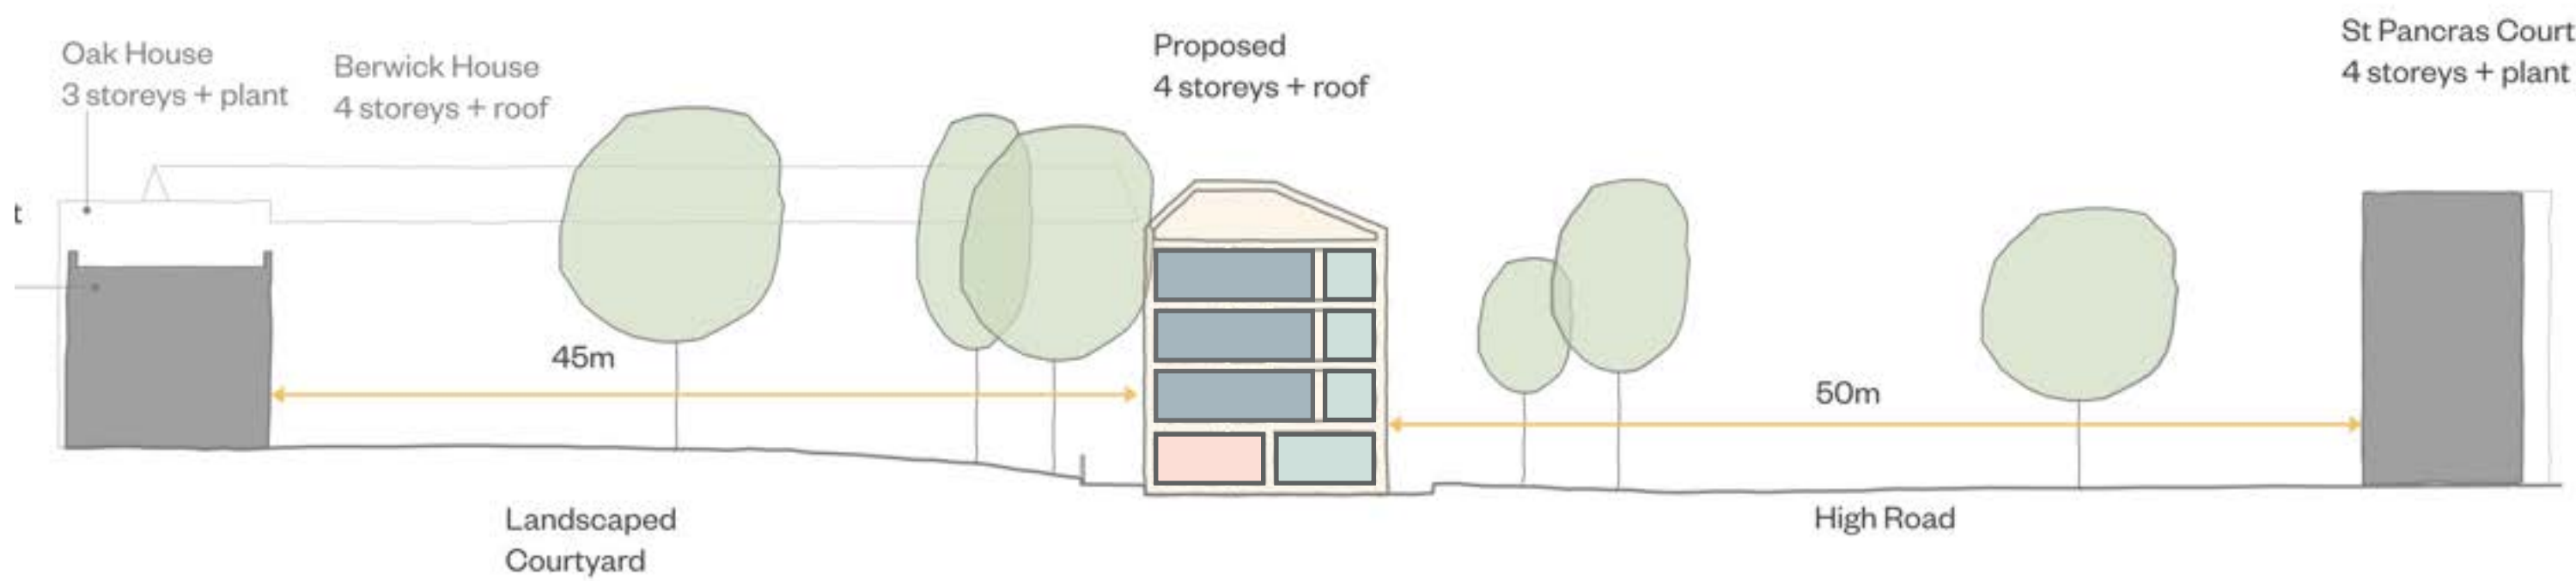 Oak House
3 storeys + plant
Berwick House
4 storeys + roof
Proposed
4 storeys + roof
St Pancras Court
4 storeys + plant
t
45m
50m
Landscaped
Courtyard
High Road